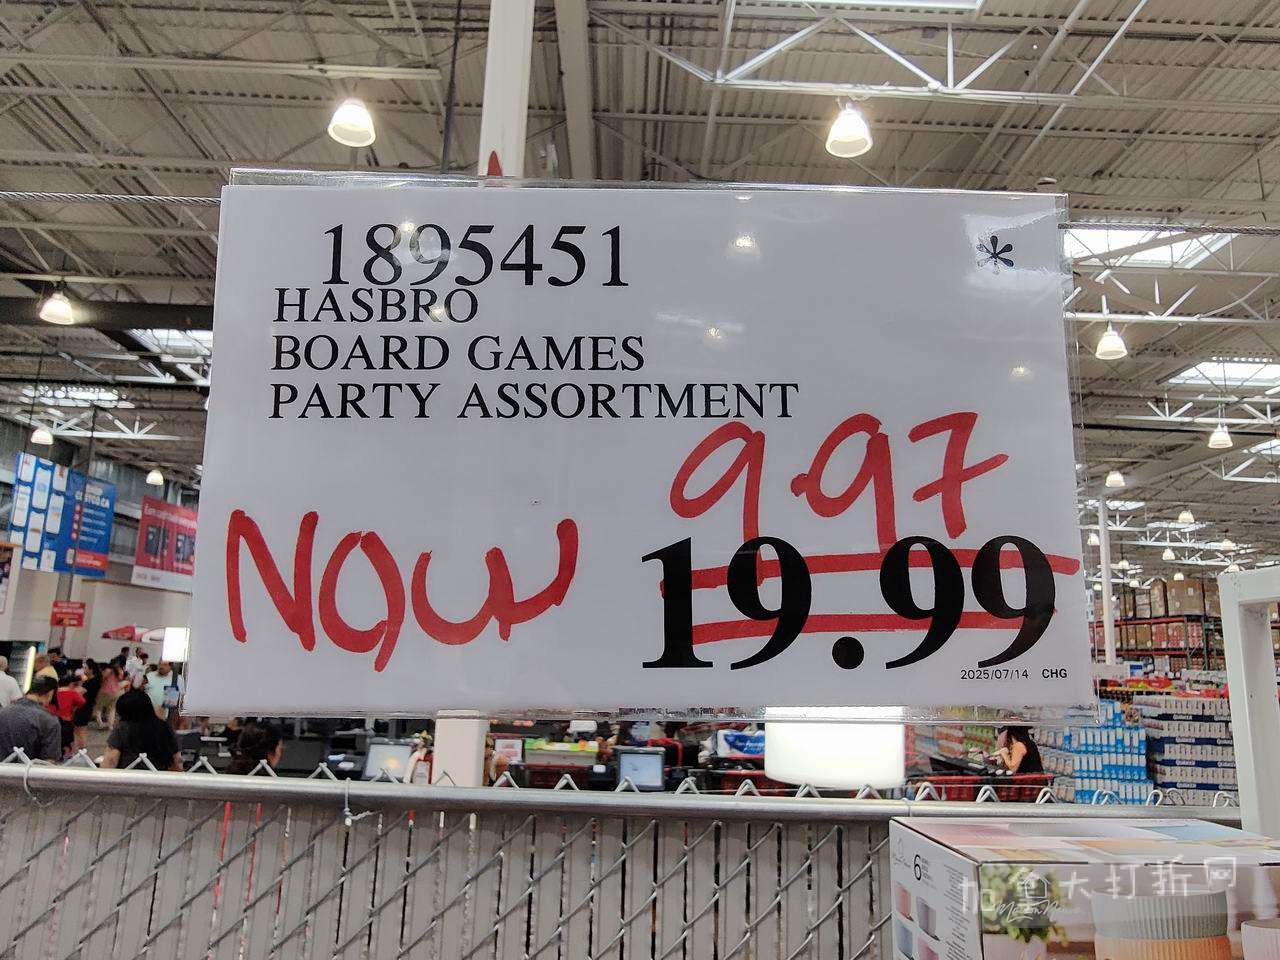 1895451
*
HASBRO
BOARD GAMES
PARTY ASSORTMENT
9.97
NOW
19.99
2025/07/14 CHG
6
加拿大打折网